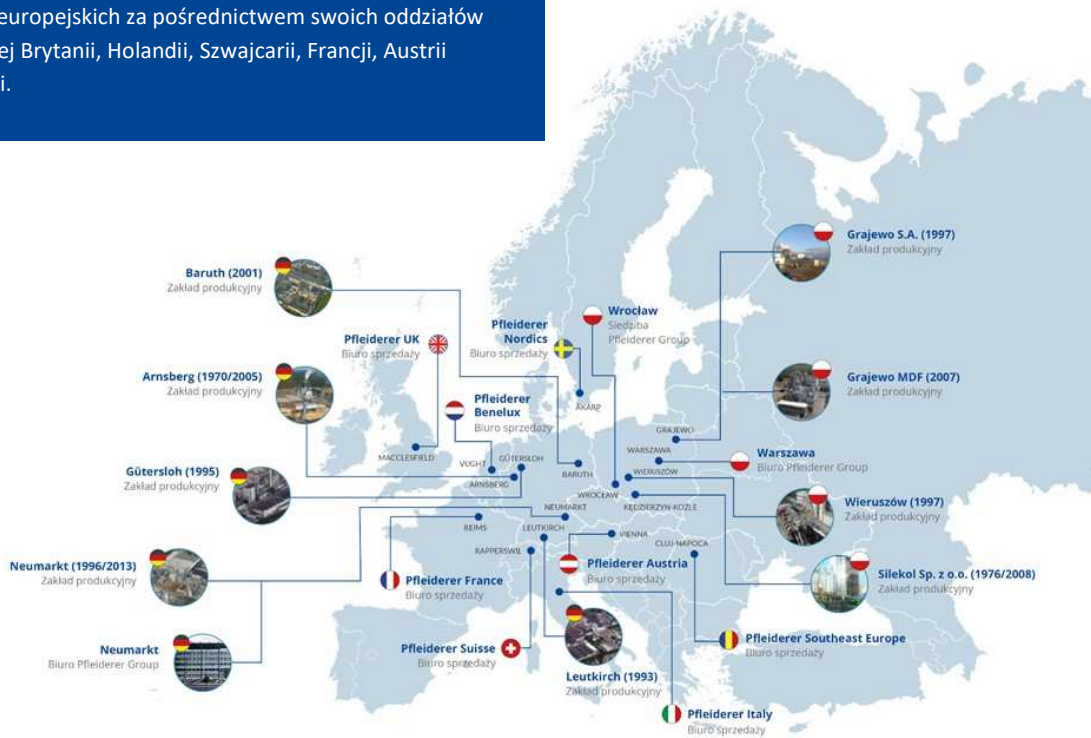 europejskich za pośrednictwem swoich oddziałów
ej Brytanii, Holandii, Szwajcarii, Francji, Austrii
i.
Grajewo S.A. (1997)
Zakład produkcyjny
Baruth (2001)
Zakład produkcyjny
Wrocław
Siedziba
Pfleiderer Group
Pfleiderer
Nordics
Biuro sprzedaży
Pfleiderer UK
Biuro sprzedaży
Arnsberg (1970/2005)
Zakład produkcyjny
Grajewo MDF (2007)
Zakład produkcyjny
Pfleiderer
Benelux
Biuro sprzedaży
ÅKARP
GRAJEWO
MACCLESFIELD
VUGHT
GÜTERSLOH
WARSZAWA
Warszawa
Biuro Pfleiderer Group
Gütersloh (1995)
Zakład produkcyjny
ARNSBERG
BARUTH
WIERUSZÓW
WROCŁAW
Wieruszów (1997)
Zakład produkcyjny
NEUMARKT
KĘDZIERZYN-KOŹLE
REIMS
LEUTKIRCH
VIENNA
CLUJ-NAPOCA
RAPPERSWIL
Neumarkt (1996/2013)
Zakład produkcyjny
Pfleiderer France
Biuro sprzedaży
Pfleiderer Austria
Biuro sprzedaży
Silekol Sp. z o.o. (1976/2008)
Zakład produkcyjny
Neumarkt
Biuro Pfleiderer Group
Pfleiderer Suisse
Biuro sprzedaży
Pfleiderer Southeast Europe
Biuro sprzedaży
Leutkirch (1993)
Zakład produkcyjny
Pfleiderer Italy
Biuro sprzedaży